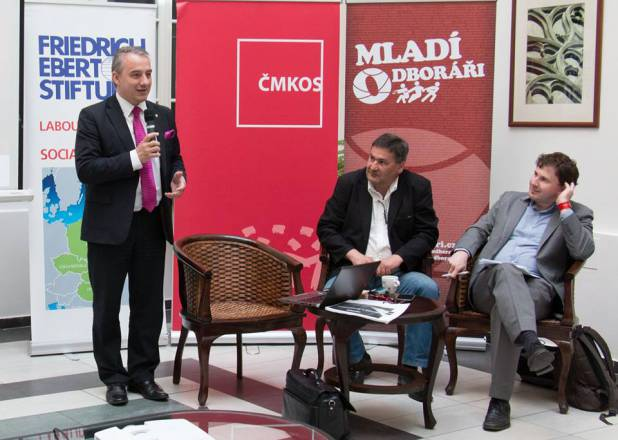 FRIEDRICH
EBERT
STIFTUNG
LABOU
SOCIA
ČMKOS
MLADÍ
ODBORÁŘI